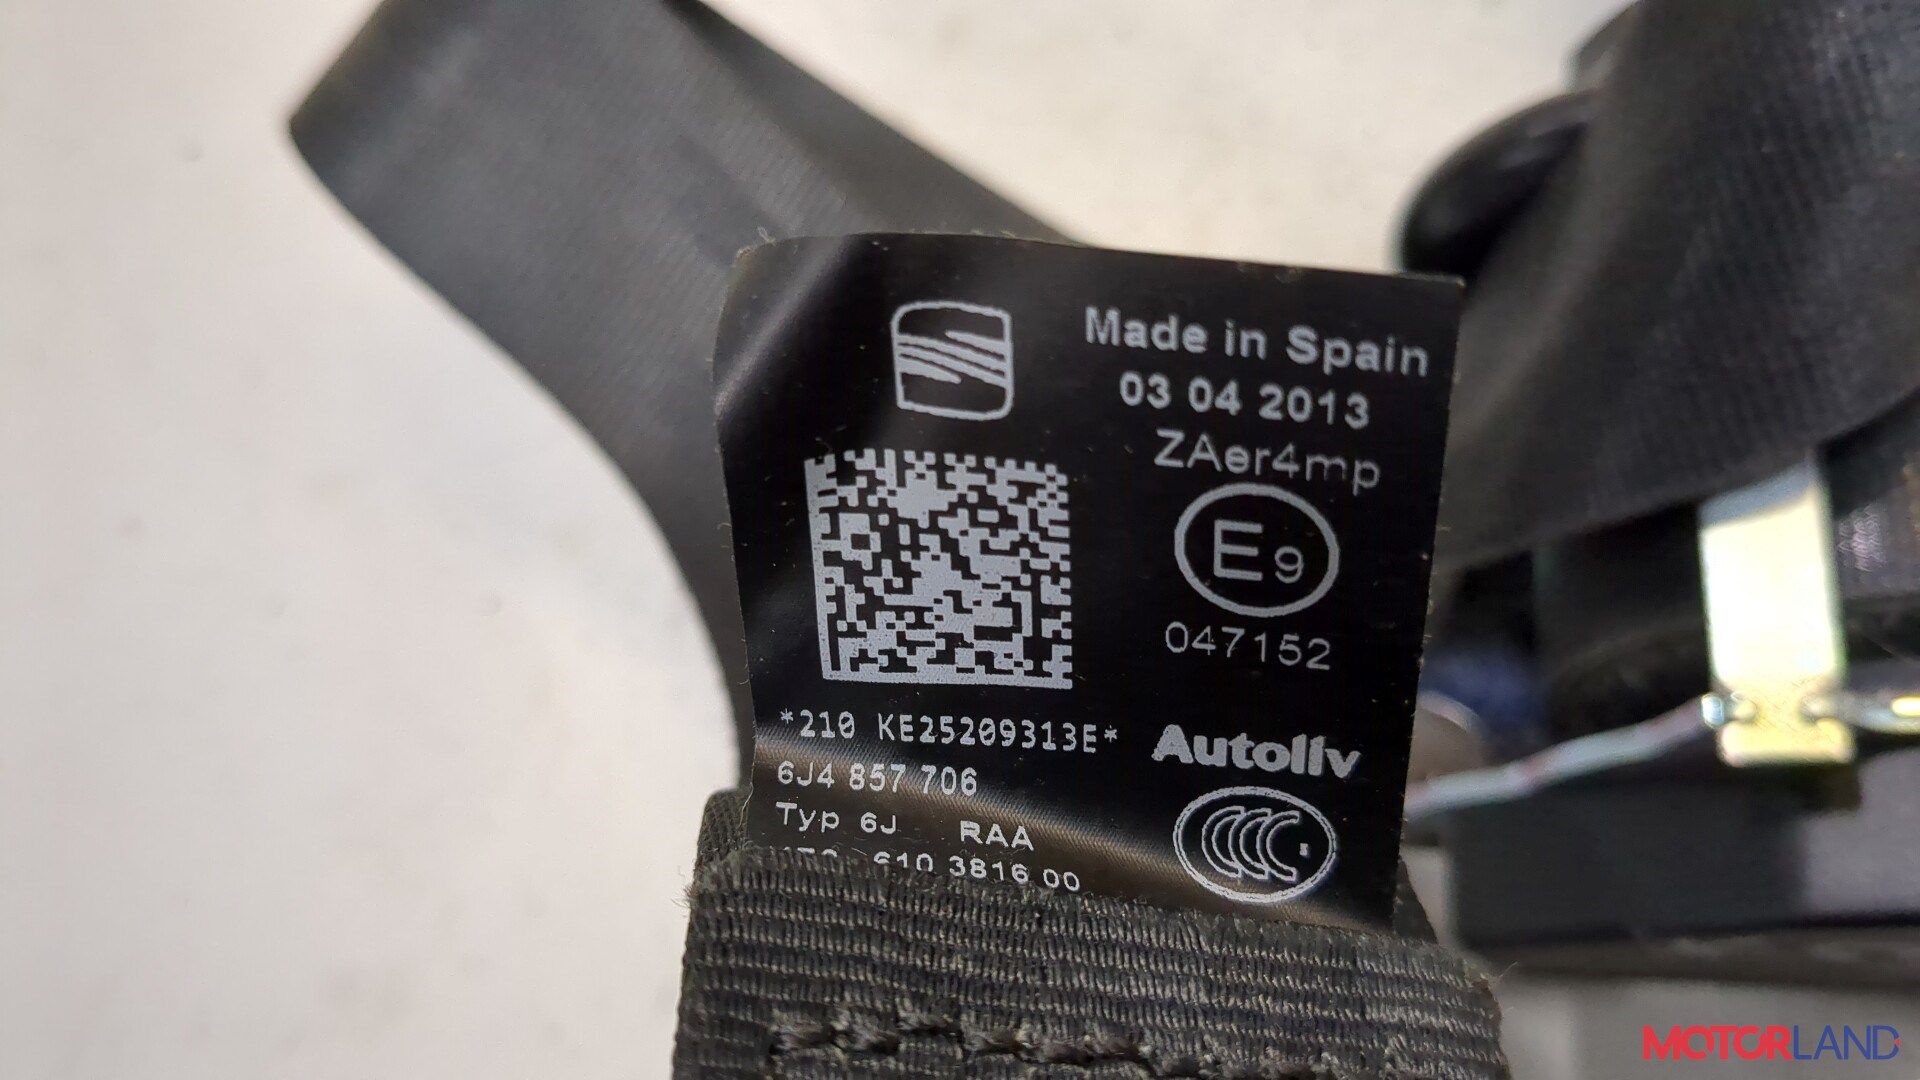 Made in Spain
03 04 2013
ZAer4mp
E9
047152
*210 KE25209313E*
Autoliv
6J4 857 706
Typ 6J RAA
610 3816 00
CCC
MOTORLAND